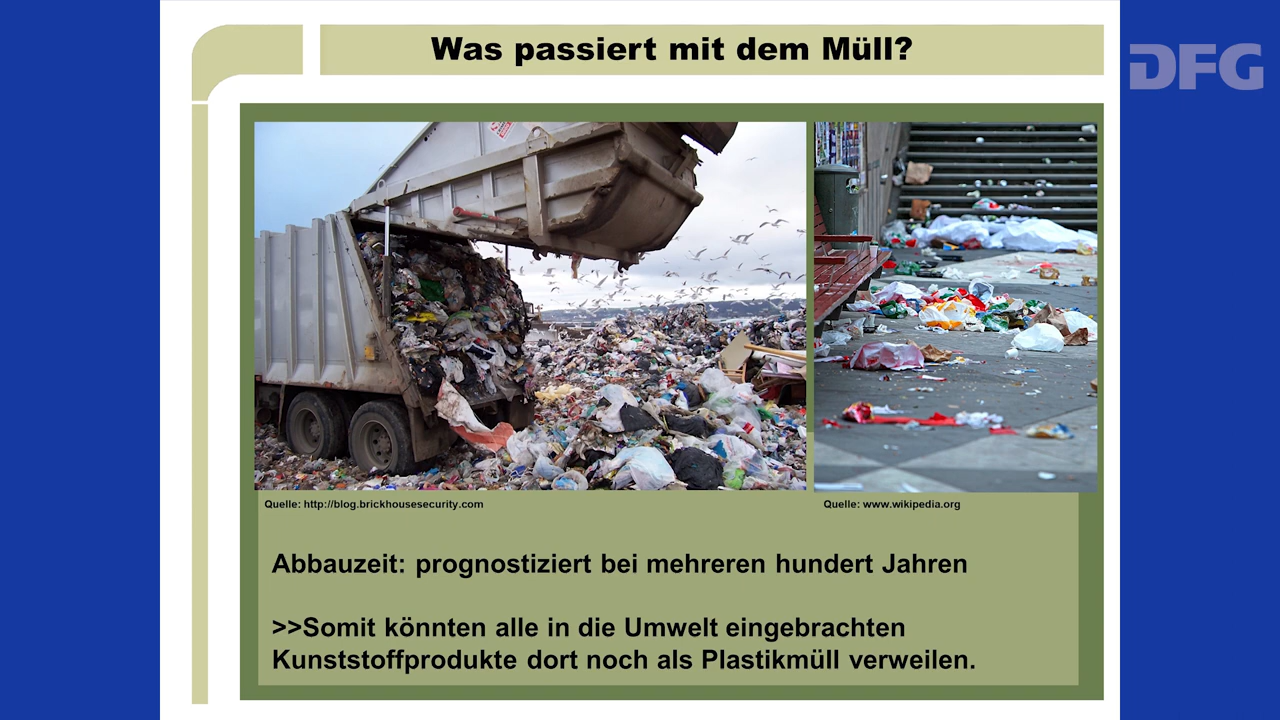 Was passiert mit dem Müll?
DFG
Quelle: http://blog.brickhousesecurity.com
Quelle: www.wikipedia.org
Abbauzeit: prognostiziert bei mehreren hundert Jahren
>>Somit könnten alle in die Umwelt eingebrachten
Kunststoffprodukte dort noch als Plastikmüll verweilen.